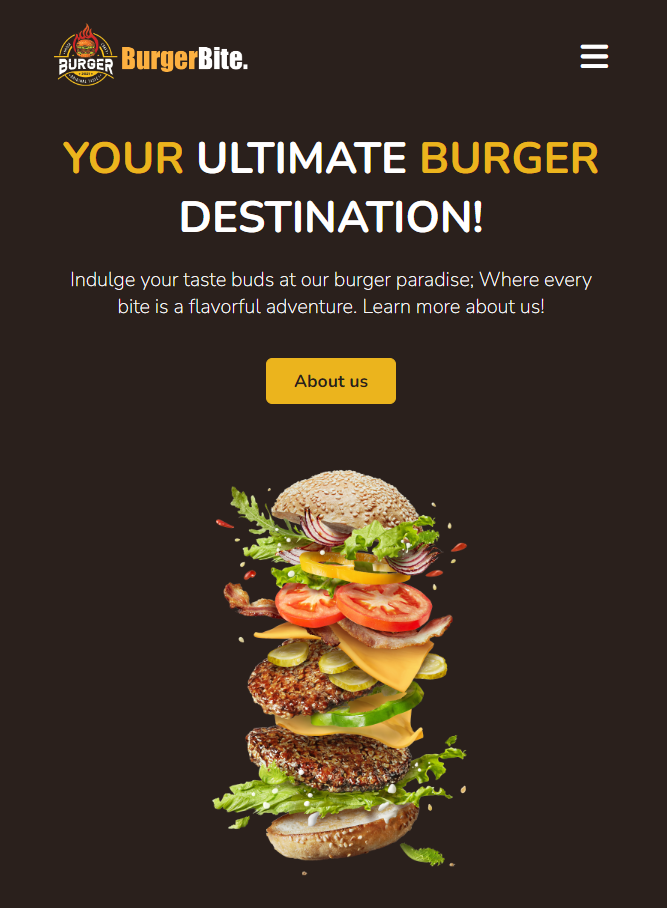 BURGER
BurgerBite.
YOUR ULTIMATE BURGER
DESTINATION!
Indulge your taste buds at our burger paradise; Where every
bite is a flavorful adventure. Learn more about us!
About us